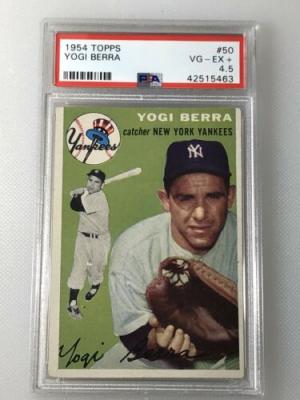 1954 TOPPS #50
YOGI BERRA VG - EX +
4.5
PSA 42515463
YOGI BERRA
catcher NEW YORK YANKEES
Yankees
NY
Yogi Berra